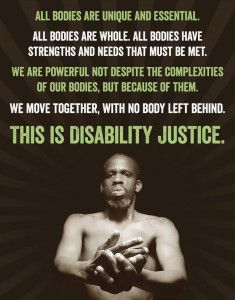 ALL BODIES ARE UNIQUE AND ESSENTIAL.
ALL BODIES ARE WHOLE. ALL BODIES HAVE
STRENGTHS AND NEEDS THAT MUST BE MET.
WE ARE POWERFUL NOT DESPITE THE COMPLEXITIES
OF OUR BODIES, BUT BECAUSE OF THEM.
WE MOVE TOGETHER, WITH NO BODY LEFT BEHIND.
THIS IS DISABILITY JUSTICE.